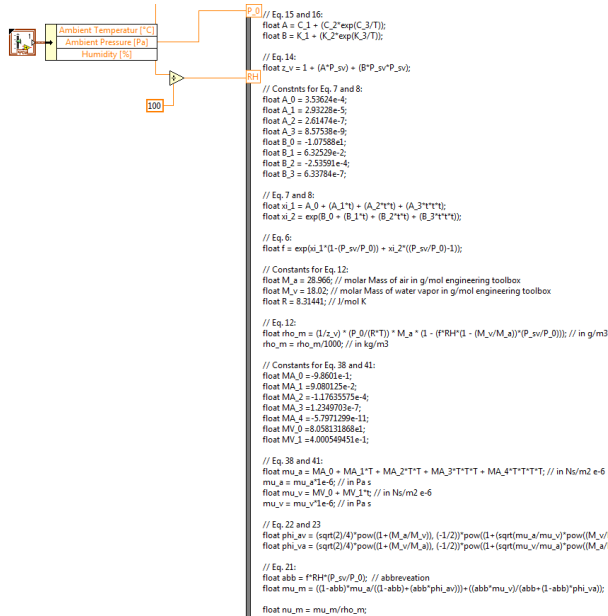 Ambient Temperatur [°C]
Ambient Pressure [Pa]
Humidity [%]
100
P_0
RH
// Eq. 15 and 16:
float A = C_1 + (C_2*exp(C_3/T));
float B = K_1 + (K_2*exp(K_3/T));
// Eq. 14:
float z_v = 1 + (A*P_sv) + (B*P_sv*P_sv);
// Constnts for Eq. 7 and 8:
float A_0 = 3.53624e-4;
float A_1 = 2.93228e-5;
float A_2 = 2.61474e-7;
float A_3 = 8.57538e-9;
float B_0 = -1.07588e1;
float B_1 = 6.32529e-2;
float B_2 = -2.53591e-4;
float B_3 = 6.33784e-7;
// Eq. 7 and 8:
float xi_1 = A_0 + (A_1*t) + (A_2*t*t) + (A_3*t*t*t);
float xi_2 = exp(B_0 + (B_1*t) + (B_2*t*t) + (B_3*t*t*t));
// Eq. 6:
float f = exp(xi_1*(1-(P_sv/P_0)) + xi_2*((P_sv/P_0)-1));
// Constants for Eq. 12:
float M_a = 28.966; // molar Mass of air in g/mol engineering toolbox
float M_v = 18.02; // molar Mass of water vapor in g/mol engineering toolbox
float R = 8.31441; // J/mol K
// Eq. 12:
float rho_m = (1/z_v) * (P_0/(R*T)) * M_a * (1 - (f*RH*(1 - (M_v/M_a))*(P_sv/P_0))); // in g/m3
rho_m = rho_m/1000; // in kg/m3
// Constants for Eq. 38 and 41:
float MA_0 =-9.8601e-1;
float MA_1 =9.080125e-2;
float MA_2 =-1.17635575e-4;
float MA_3 =1.2349703e-7;
float MA_4 =-5.7971299e-11;
float MV_0 =8.058131868e1;
float MV_1 =4.000549451e-1;
// Eq. 38 and 41:
float mu_a = MA_0 + MA_1*T + MA_2*T*T + MA_3*T*T*T + MA_4*T*T*T*T; // in Ns/m2 e-6
mu_a = mu_a*1e-6; // in Pa s
float mu_v = MV_0 + MV_1*t; // in Ns/m2 e-6
mu_v = mu_v*1e-6; // in Pa s
// Eq. 22 and 23
float phi_av = (sqrt(2)/4)*pow((1+(M_a/M_v)), (-1/2))*pow((1+(sqrt(mu_a/mu_v)*pow((M_v/
float phi_va = (sqrt(2)/4)*pow((1+(M_v/M_a)), (-1/2))*pow((1+(sqrt(mu_v/mu_a)*pow((M_a/
// Eq. 21:
float abb = f*RH*(P_sv/P_0); // abbreveation
float mu_m = ((1-abb)*mu_a/((1-abb)+(abb*phi_av)))+((abb*mu_v)/(abb+(1-abb)*phi_va));
float nu_m = mu_m/rho_m;